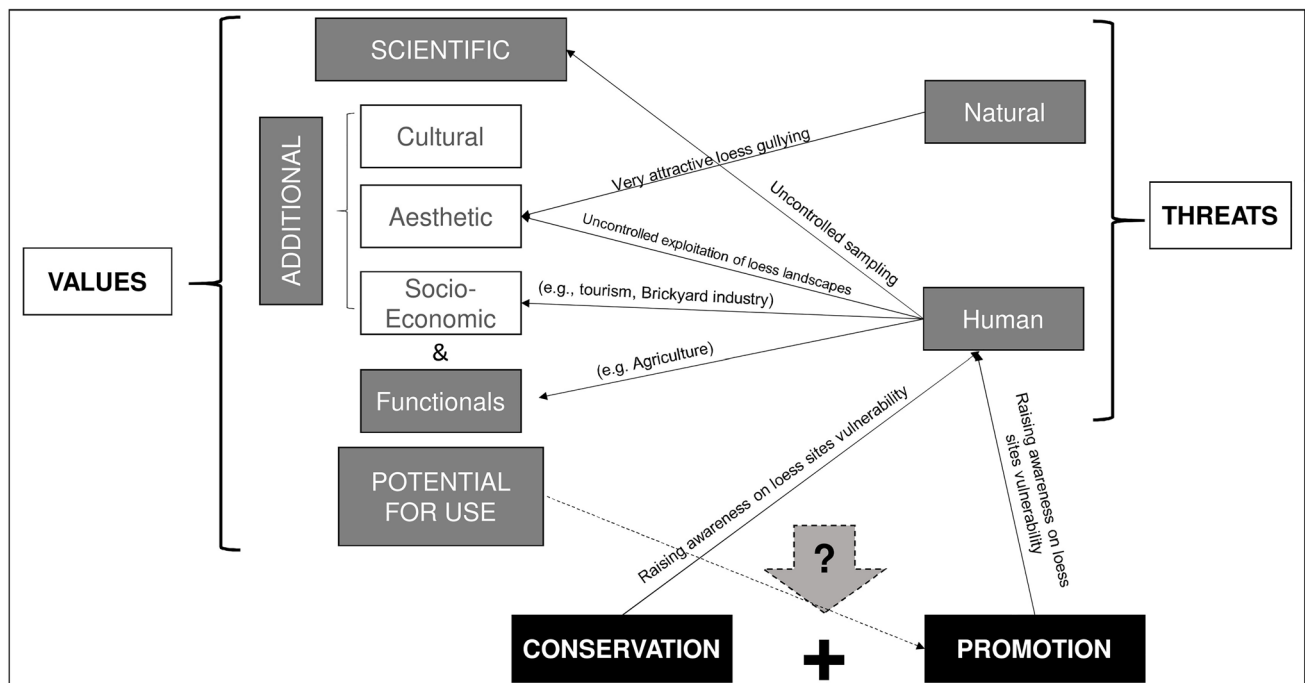 SCIENTIFIC
Natural
Cultural
Very attractive loess gullying
ADDITIONAL
Aesthetic
Uncontrolled sampling
THREATS
Uncontrolled exploitation of loess landscapes
VALUES
Socio-
Economic
(e.g., tourism, Brickyard industry)
Human
&
(e.g. Agriculture)
Functionals
POTENTIAL
FOR USE
Raising awareness on loess sites vulnerability
Raising awareness on loess
sites vulnerability
?
CONSERVATION
+
PROMOTION